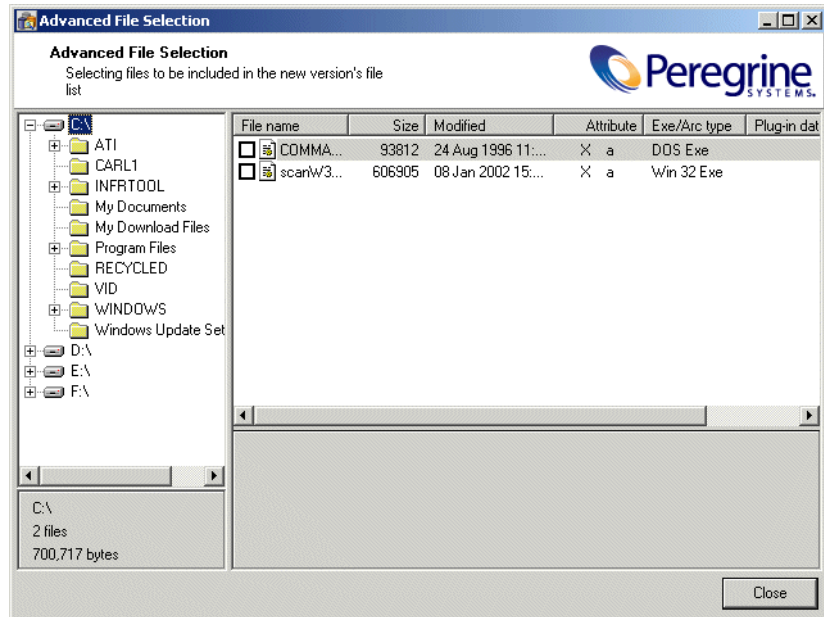 Advanced File Selection
Advanced File Selection
Selecting files to be included in the new version's file
list
Peregrine
SYSTEMS.
C:\
ATI
CARL1
INFRTOOL
My Documents
My Download Files
Program Files
RECYCLED
VID
WINDOWS
Windows Update Set
D:\
E:\
F:\
File name Size Modified Attribute Exe/Arc type Plug-in dat
COMMA... 93812 24 Aug 1996 11:... X a DOS Exe
scanW3... 606905 08 Jan 2002 15:... X a Win 32 Exe
C:\
2 files
700,717 bytes
Close